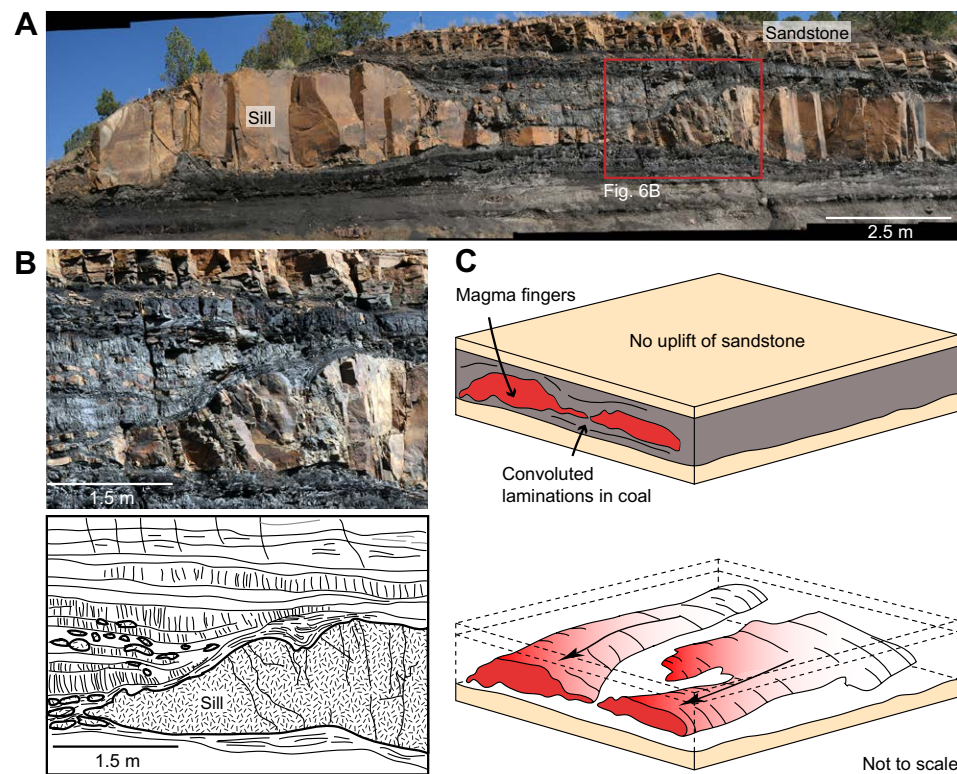 A
Sandstone
Sill
Fig. 6B
2.5 m
B
1.5 m
Sill
1.5 m
C
Magma fingers
No uplift of sandstone
Convoluted
laminations in coal
Not to scale